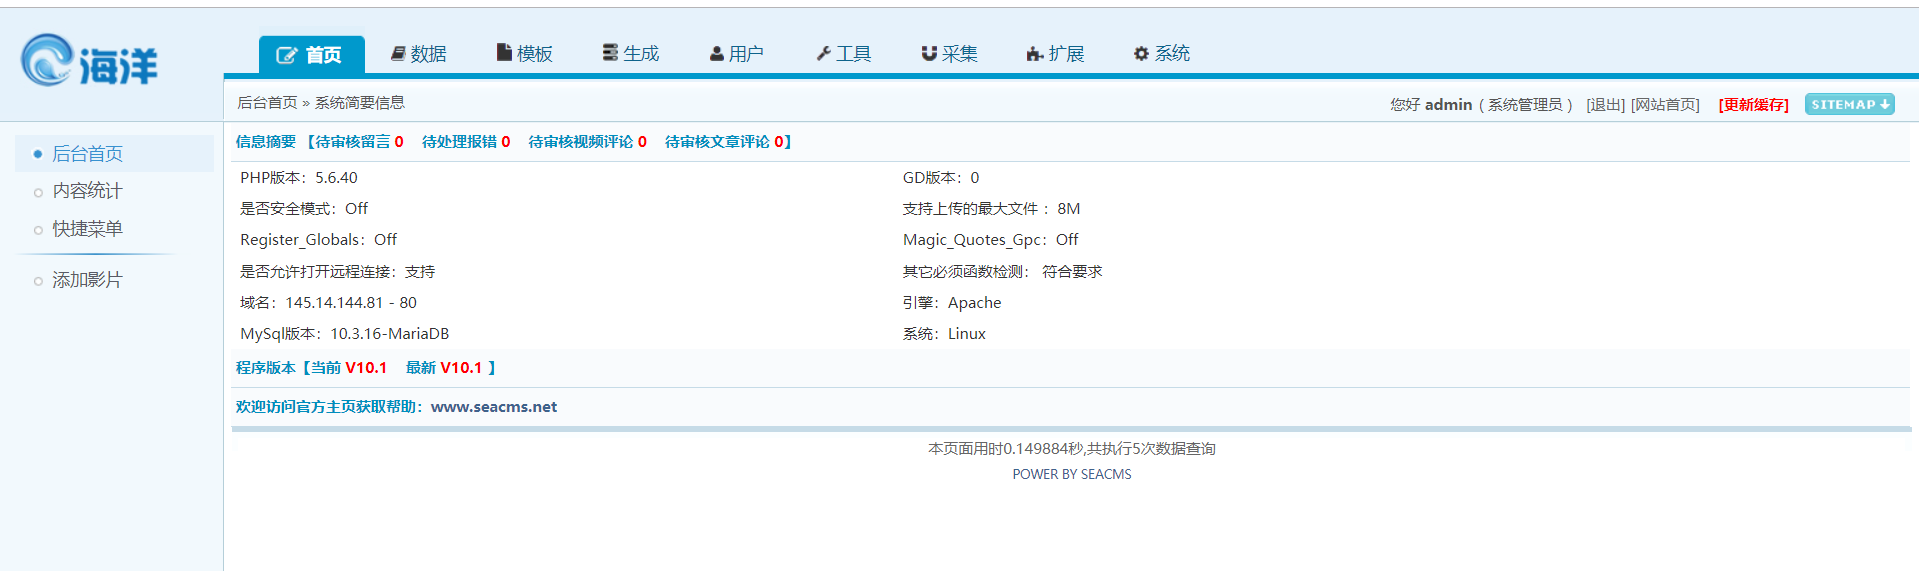 海洋
首页 数据 模板 生成 用户 工具 采集 扩展 系统
后台首页 » 系统简要信息
您好 admin（系统管理员） [退出] [网站首页] [更新缓存] SITEMAP
后台首页
内容统计
快捷菜单
添加影片
信息摘要 【待审核留言 0 待处理报错 0 待审核视频评论 0 待审核文章评论 0】
PHP版本：5.6.40 GD版本：0
是否安全模式：Off 支持上传的最大文件 ：8M
Register_Globals：Off Magic_Quotes_Gpc：Off
是否允许打开远程连接：支持 其它必须函数检测： 符合要求
域名：145.14.144.81 - 80 引擎：Apache
MySql版本：10.3.16-MariaDB 系统：Linux
程序版本【当前 V10.1 最新 V10.1 】
欢迎访问官方主页获取帮助：www.seacms.net
本页面用时0.149884秒,共执行5次数据查询
POWER BY SEACMS